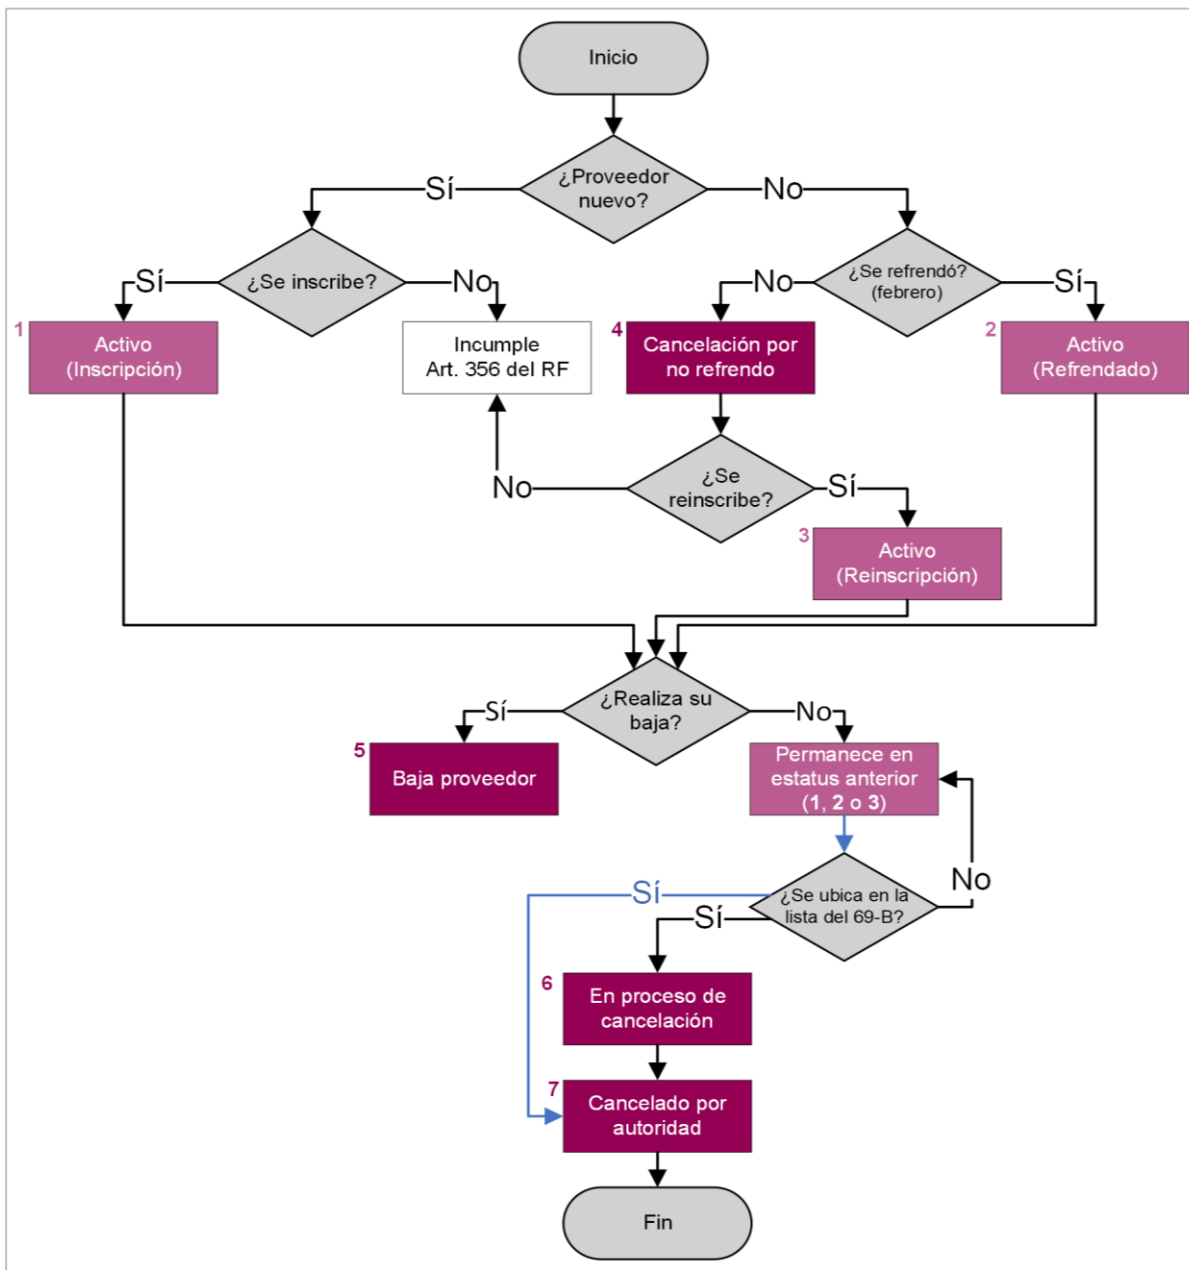 Inicio
¿Proveedor
nuevo?
Sí
No
¿Se inscribe?
¿Se refrendó?
(febrero)
Sí
No
No
Sí
1
Activo
(Inscripción)
Incumple
Art. 356 del RF
4
Cancelación por
no refrendo
2
Activo
(Refrendado)
¿Se
reinscribe?
No
Sí
3
Activo
(Reinscripción)
¿Realiza su
baja?
Sí
No
5
Baja proveedor
Permanece en
estatus anterior
(1, 2 o 3)
¿Se ubica en la
lista del 69-B?
Sí
Sí
No
6
En proceso de
cancelación
7
Cancelado por
autoridad
Fin